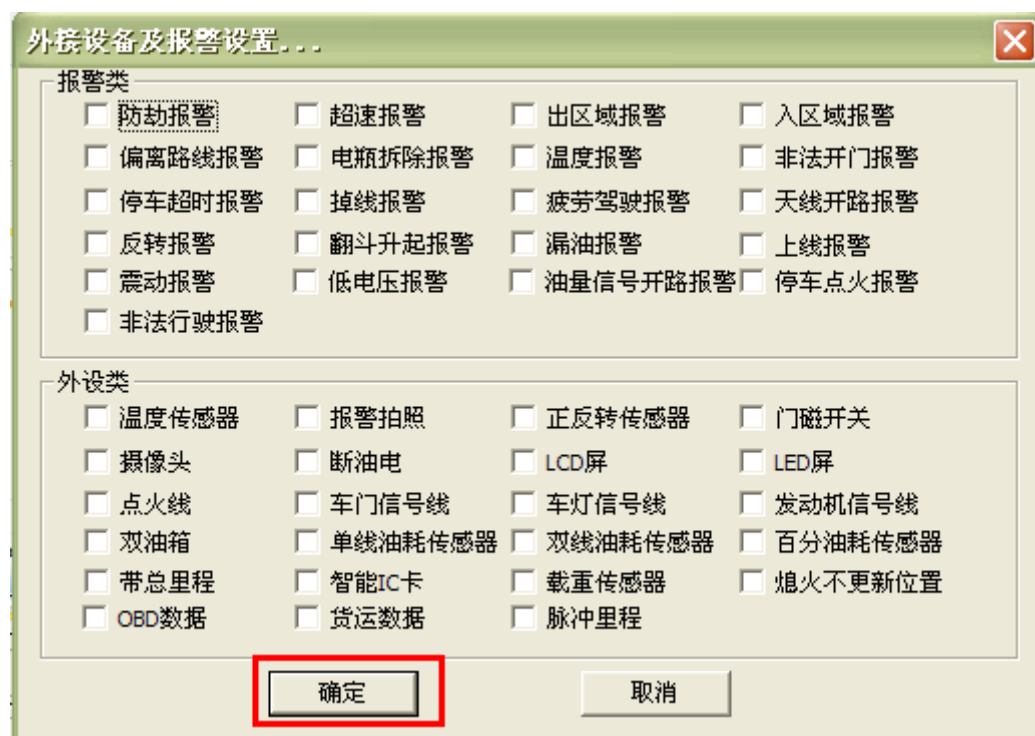 外接设备及报警设置...
报警类
防劫报警 超速报警 出区域报警 入区域报警
偏离路线报警 电瓶拆除报警 温度报警 非法开门报警
停车超时报警 掉线报警 疲劳驾驶报警 天线开路报警
反转报警 翻斗升起报警 漏油报警 上线报警
震动报警 低电压报警 油量信号开路报警 停车点火报警
非法行驶报警
外设类
温度传感器 报警拍照 正反转传感器 门磁开关
摄像头 断油电 LCD屏 LED屏
点火线 车门信号线 车灯信号线 发动机信号线
双油箱 单线油耗传感器 双线油耗传感器 百分油耗传感器
带总里程 智能IC卡 载重传感器 熄火不更新位置
OBD数据 货运数据 脉冲里程
确定 取消